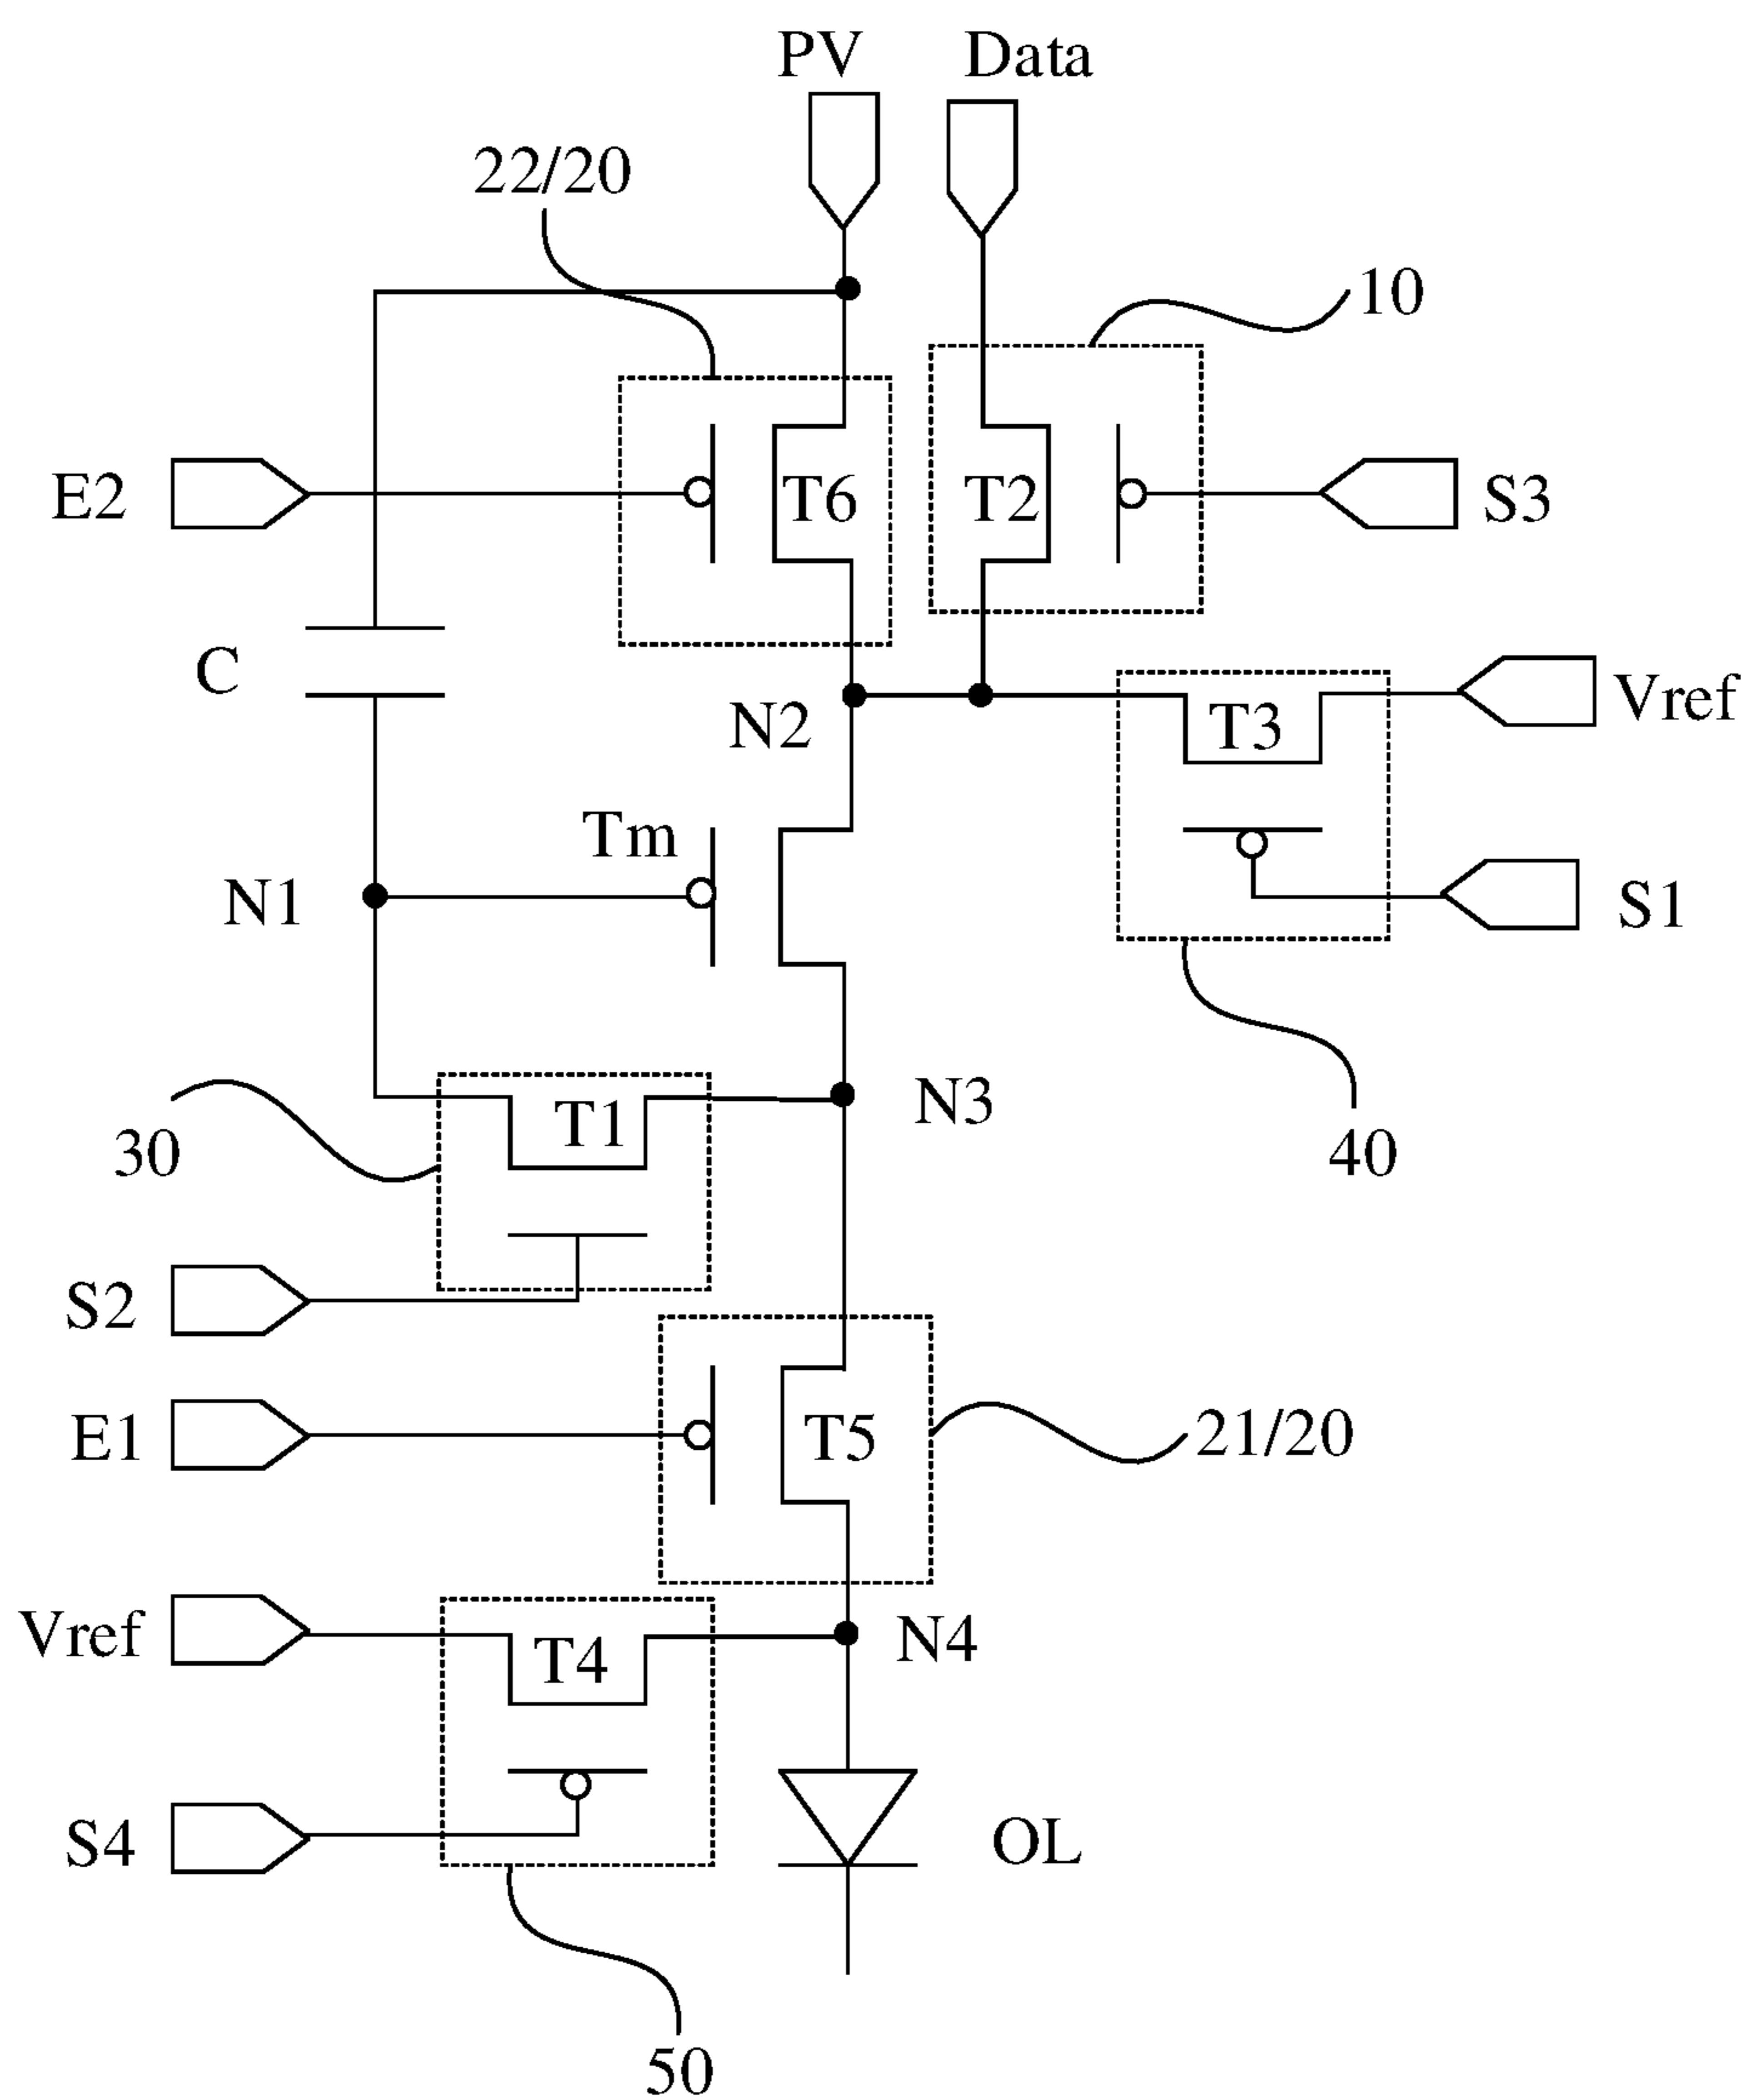 PV
Data
22/20
10
E2
T6
T2
S3
C
N2
T3
Vref
Tm
N1
S1
N3
T1
30
40
S2
E1
T5
21/20
Vref
T4
N4
S4
OL
50